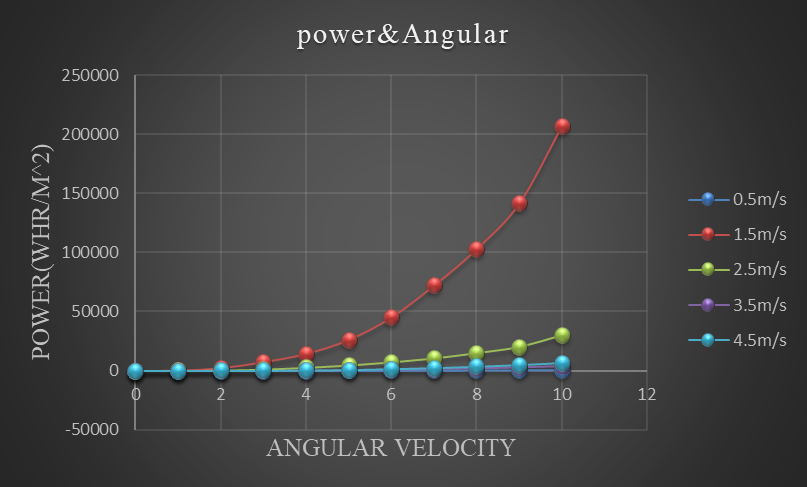 power&Angular
POWER(WHR/M^2)
250000
200000
150000
100000
50000
0
-50000
0 2 4 6 8 10 12
ANGULAR VELOCITY
0.5m/s
1.5m/s
2.5m/s
3.5m/s
4.5m/s